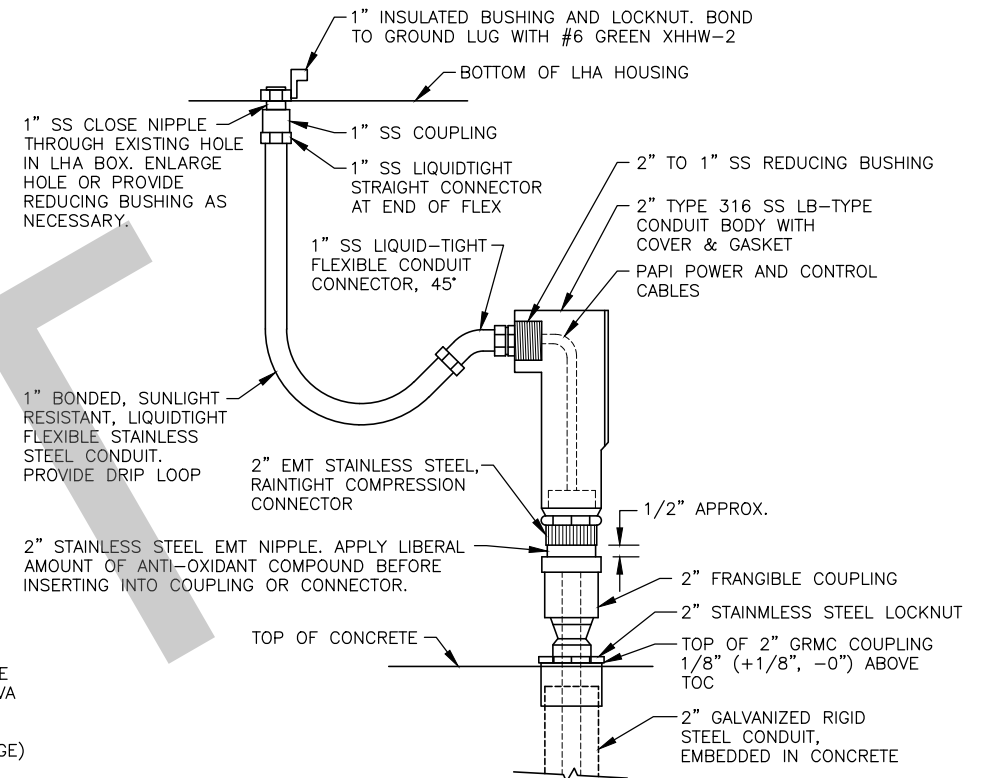 1” INSULATED BUSHING AND LOCKNUT. BOND
TO GROUND LUG WITH #6 GREEN XHHW-2
BOTTOM OF LHA HOUSING
1” SS CLOSE NIPPLE
THROUGH EXISTING HOLE
IN LHA BOX. ENLARGE
HOLE OR PROVIDE
REDUCING BUSHING AS
NECESSARY.
1” SS COUPLING
1” SS LIQUIDTIGHT
STRAIGHT CONNECTOR
AT END OF FLEX
2” TO 1” SS REDUCING BUSHING
2” TYPE 316 SS LB-TYPE
CONDUIT BODY WITH
COVER & GASKET
1” SS LIQUID-TIGHT
FLEXIBLE CONDUIT
CONNECTOR, 45°
PAPI POWER AND CONTROL
CABLES
1” BONDED, SUNLIGHT
RESISTANT, LIQUIDTIGHT
FLEXIBLE STAINLESS
STEEL CONDUIT.
PROVIDE DRIP LOOP
2” EMT STAINLESS STEEL,
RAINTIGHT COMPRESSION
CONNECTOR
1/2” APPROX.
2” STAINLESS STEEL EMT NIPPLE. APPLY LIBERAL
AMOUNT OF ANTI-OXIDANT COMPOUND BEFORE
INSERTING INTO COUPLING OR CONNECTOR.
2” FRANGIBLE COUPLING
2” STAINMLESS STEEL LOCKNUT
TOP OF CONCRETE
TOP OF 2” GRMC COUPLING
1/8” (+1/8”, -0”) ABOVE
TOC
2” GALVANIZED RIGID
STEEL CONDUIT,
EMBEDDED IN CONCRETE
E
VA
GE)